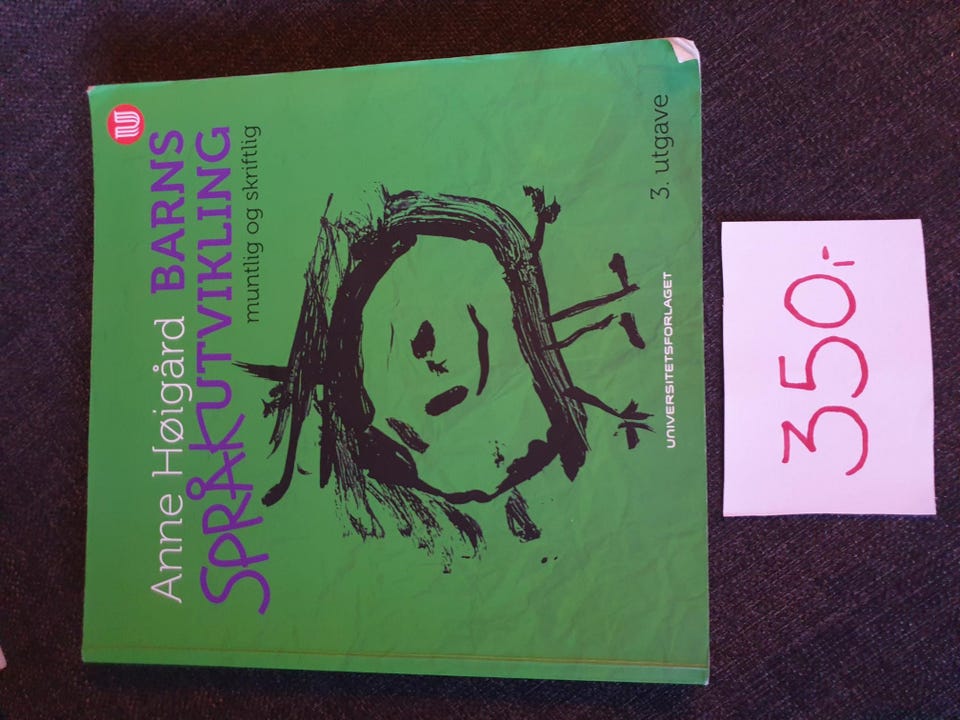 Anne Høigård BARNS
SPRÅKUTVIKLING
muntlig og skriftlig
3. utgave
UNIVERSITETSFORLAGET
350,-